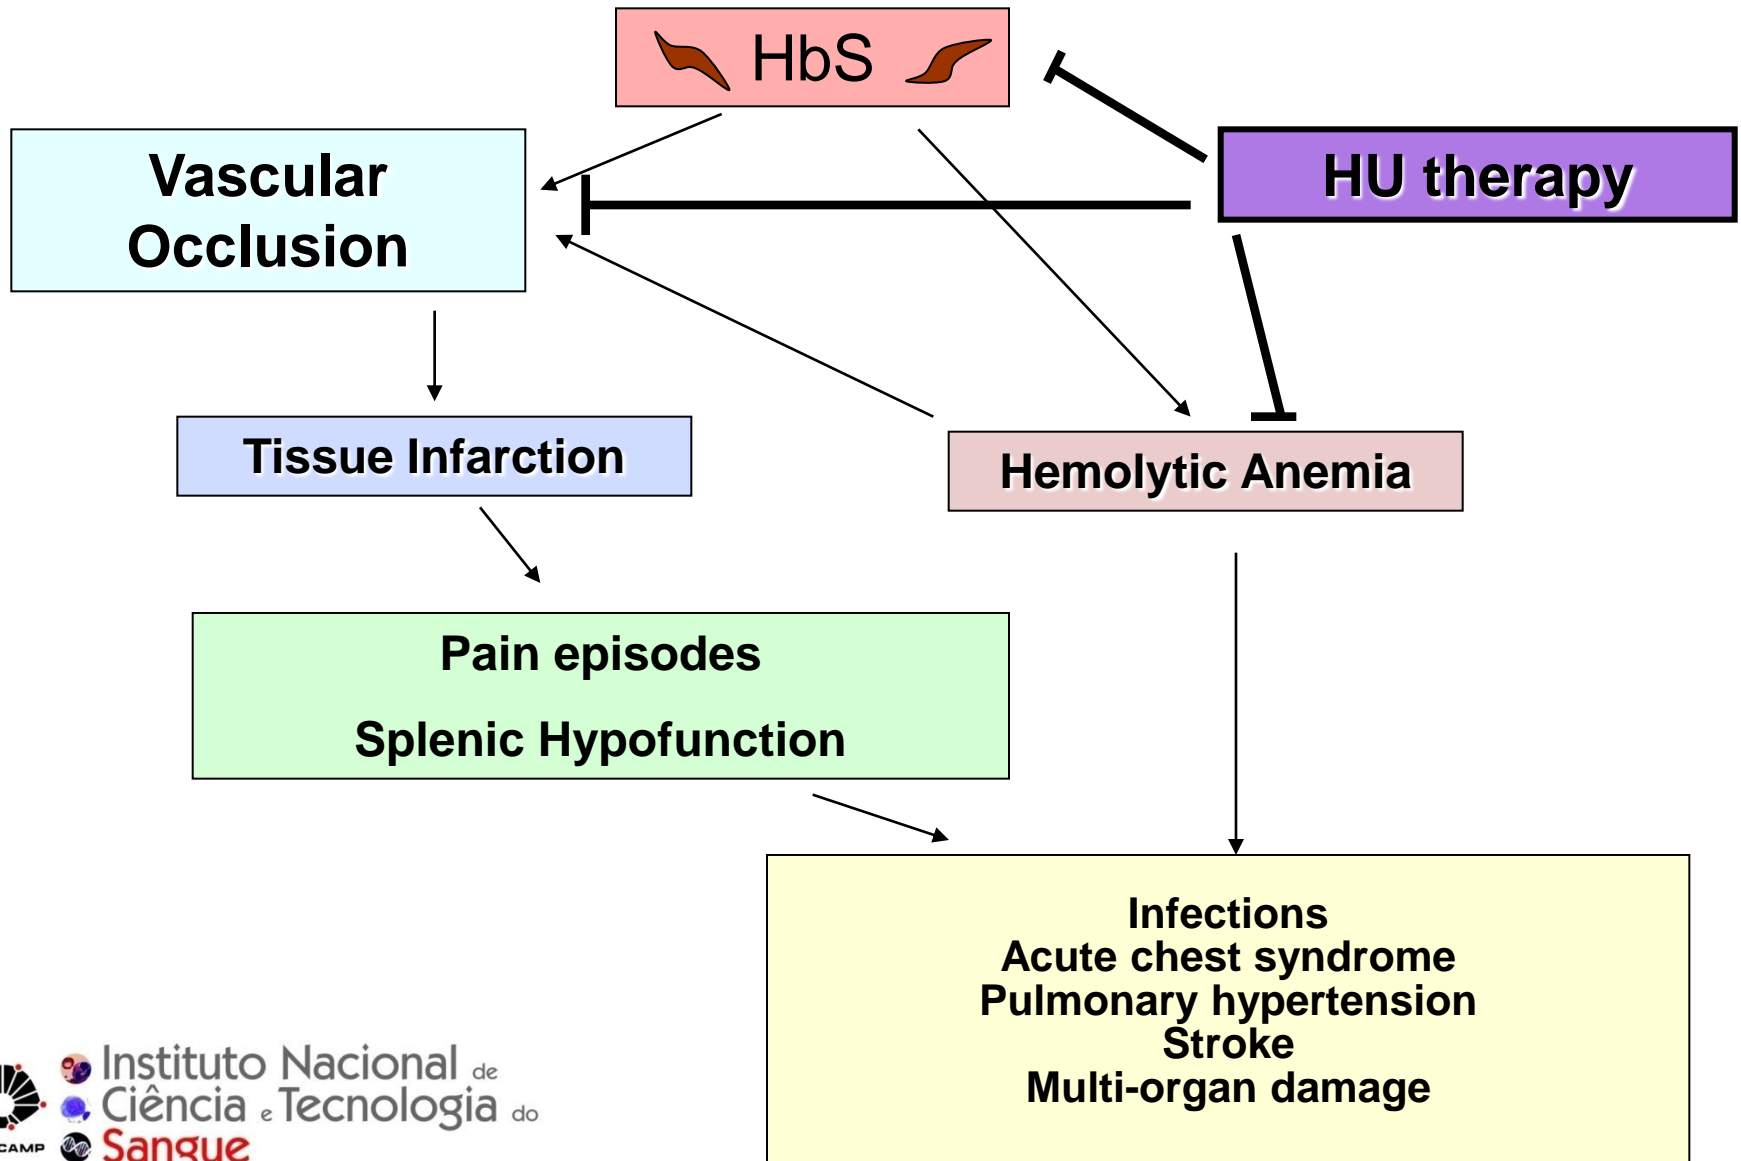 HbS
HU therapy
Vascular
Occlusion
Tissue Infarction
Hemolytic Anemia
Pain episodes
Splenic Hypofunction
Infections
Acute chest syndrome
Pulmonary hypertension
Stroke
Multi-organ damage
Instituto Nacional de
Ciência e Tecnologia do
Sangue
CAMP